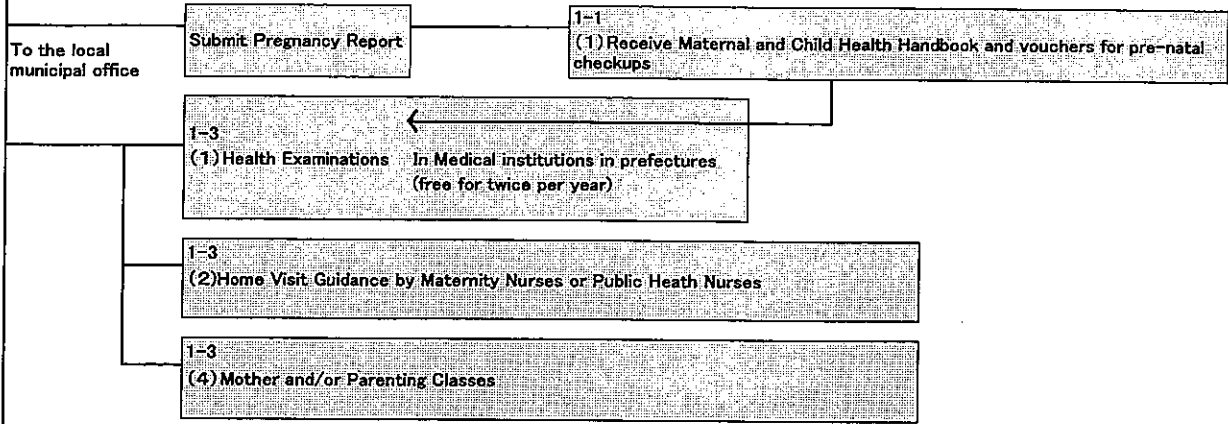 To the local
municipal office
Submit Pregnancy Report
1-1
(1)Receive Maternal and Child Health Handbook and vouchers for pre-natal
checkups
1-3
(1)Health Examinations In Medical institutions in prefectures
(free for twice per year)
1-3
(2)Home Visit Guidance by Maternity Nurses or Public Heath Nurses
1-3
(4)Mother and/or Parenting Classes